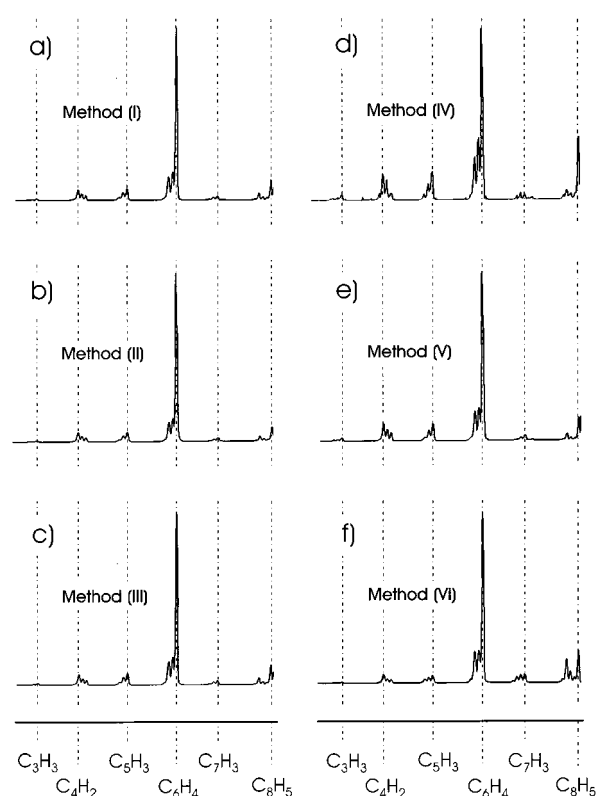 a)
Method (I)
d)
Method (IV)
b)
Method (II)
e)
Method (V)
c)
Method (III)
f)
Method (Vi)
C₃H₃ C₅H₃ C₇H₃
C₄H₂ C₆H₄ C₈H₅
C₃H₃ C₅H₃ C₇H₃
C₄H₂ C₆H₄ C₈H₅